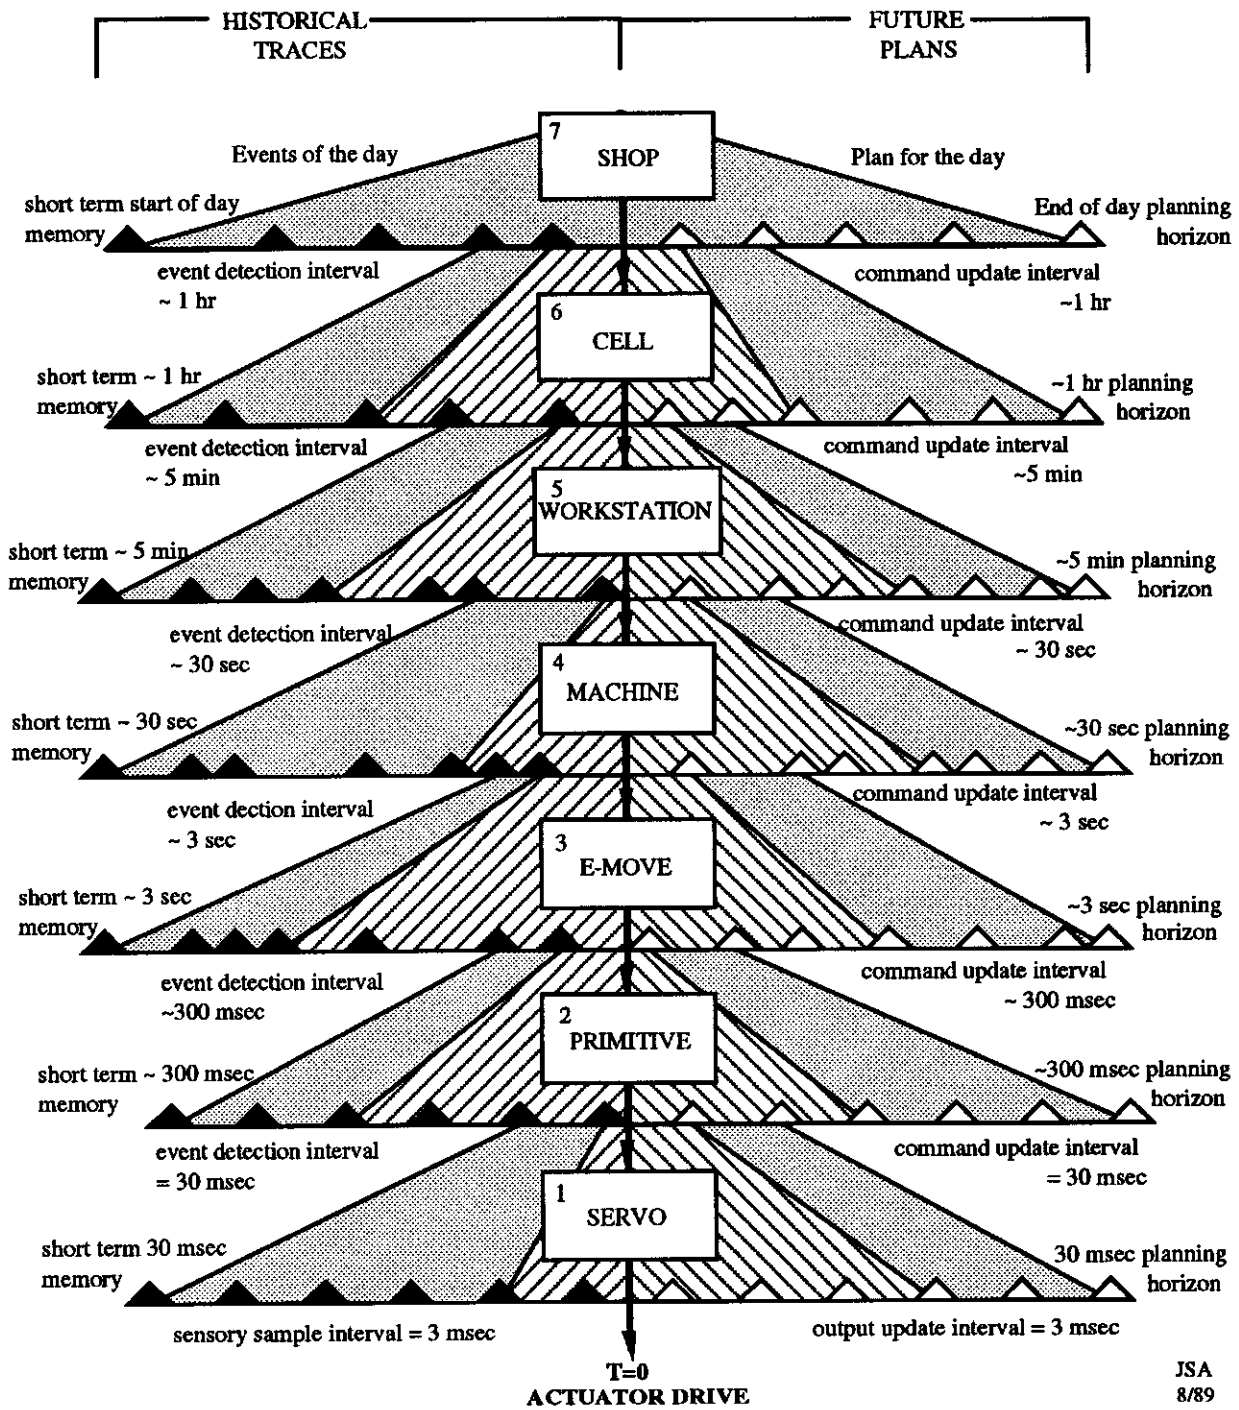 HISTORICAL
TRACES
FUTURE
PLANS
7
SHOP
Events of the day
Plan for the day
short term start of day
memory
End of day planning
horizon
event detection interval
~ 1 hr
command update interval
~1 hr
6
CELL
short term ~ 1 hr
memory
~1 hr planning
horizon
event detection interval
~ 5 min
command update interval
~5 min
5
WORKSTATION
short term ~ 5 min
memory
~5 min planning
horizon
event detection interval
~ 30 sec
command update interval
~ 30 sec
4
MACHINE
short term ~ 30 sec
memory
~30 sec planning
horizon
event dection interval
~ 3 sec
command update interval
~ 3 sec
3
E-MOVE
short term ~ 3 sec
memory
~3 sec planning
horizon
event detection interval
~300 msec
command update interval
~ 300 msec
2
PRIMITIVE
short term ~ 300 msec
memory
~300 msec planning
horizon
event detection interval
= 30 msec
command update interval
= 30 msec
1
SERVO
short term 30 msec
memory
30 msec planning
horizon
sensory sample interval = 3 msec
output update interval = 3 msec
T=0
ACTUATOR DRIVE
JSA
8/89